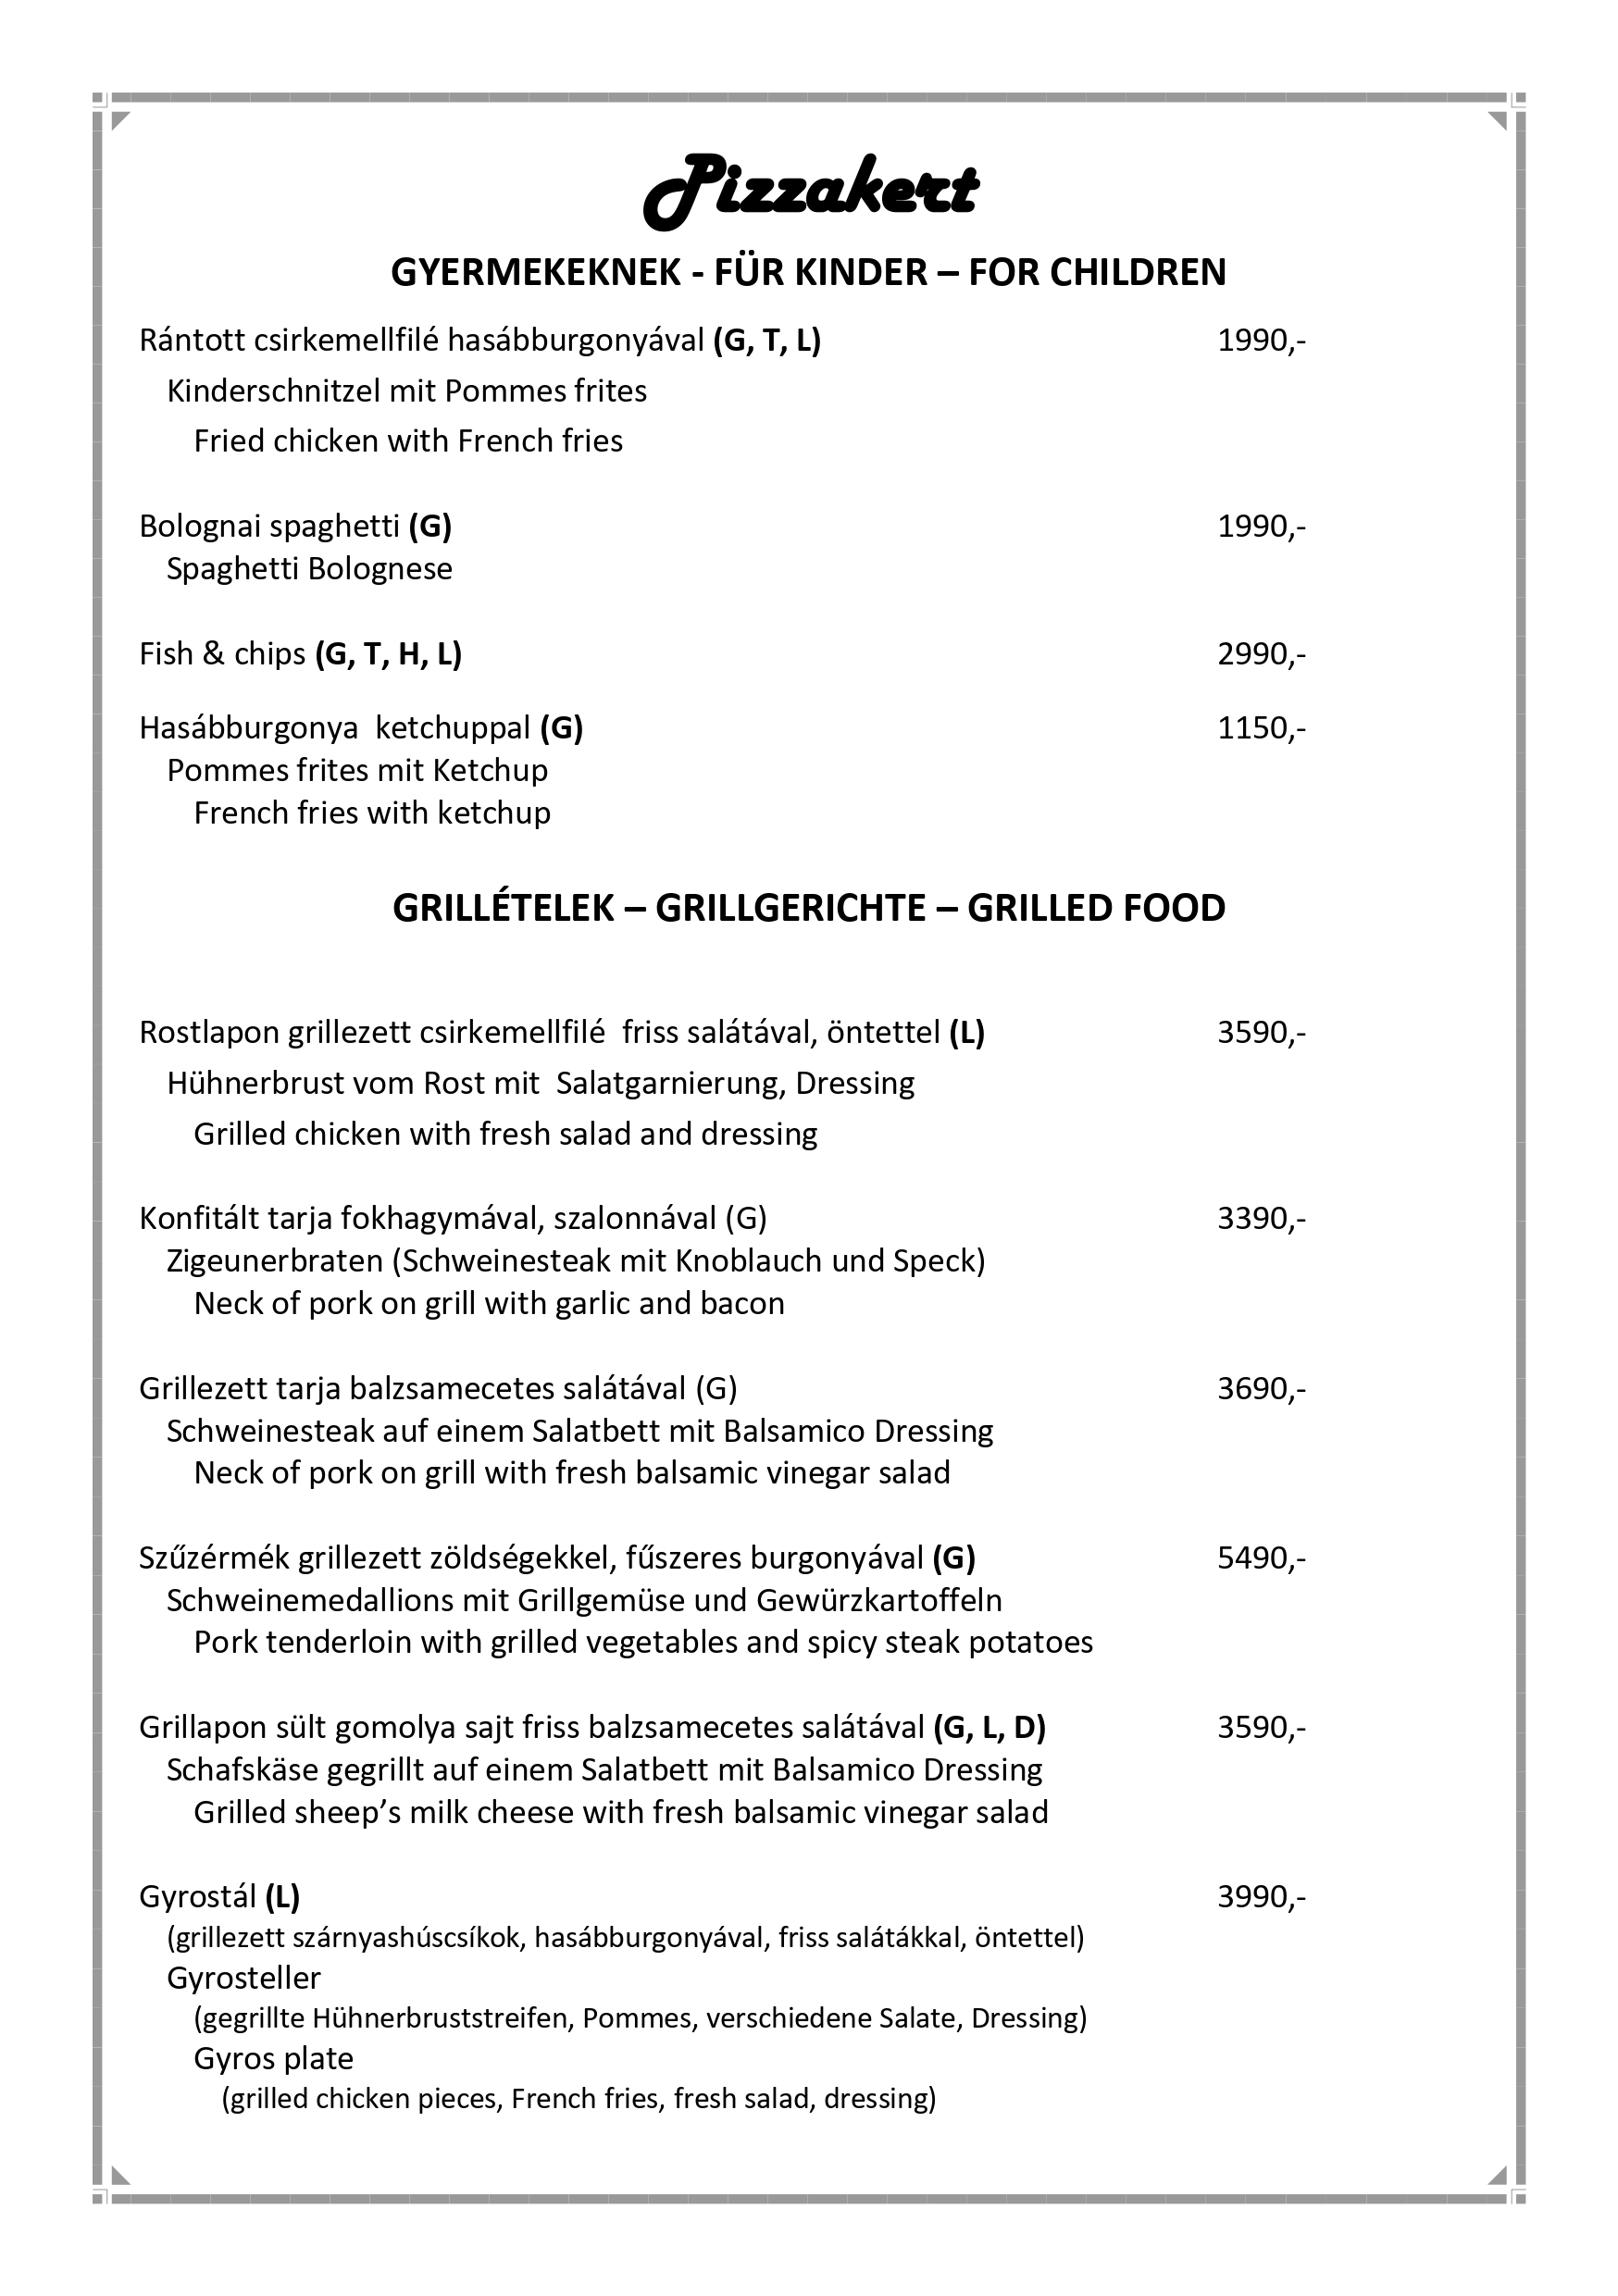 Pizzakert
GYERMEKEKNEK - FÜR KINDER – FOR CHILDREN
Rántott csirkemellfilé hasábburgonyával (G, T, L) 1990,-
Kinderschnitzel mit Pommes frites
Fried chicken with French fries
Bolognai spaghetti (G) 1990,-
Spaghetti Bolognese
Fish & chips (G, T, H, L) 2990,-
Hasábburgonya ketchuppal (G) 1150,-
Pommes frites mit Ketchup
French fries with ketchup
GRILLÉTELEK – GRILLGERICHTE – GRILLED FOOD
Rostlapon grillezett csirkemellfilé friss salátával, öntettel (L) 3590,-
Hühnerbrust vom Rost mit Salatgarnierung, Dressing
Grilled chicken with fresh salad and dressing
Konfitált tarja fokhagymával, szalonnával (G) 3390,-
Zigeunerbraten (Schweinesteak mit Knoblauch und Speck)
Neck of pork on grill with garlic and bacon
Grillezett tarja balzsamecetes salátával (G) 3690,-
Schweinesteak auf einem Salatbett mit Balsamico Dressing
Neck of pork on grill with fresh balsamic vinegar salad
Szűzérmék grillezett zöldségekkel, fűszeres burgonyával (G) 5490,-
Schweinemedallions mit Grillgemüse und Gewürzkartoffeln
Pork tenderloin with grilled vegetables and spicy steak potatoes
Grillapon sült gomolya sajt friss balzsamecetes salátával (G, L, D) 3590,-
Schafskäse gegrillt auf einem Salatbett mit Balsamico Dressing
Grilled sheep’s milk cheese with fresh balsamic vinegar salad
Gyrostál (L) 3990,-
(grillezett szárnyashúscsíkok, hasábburgonyával, friss salátákkal, öntettel)
Gyrosteller
(gegrillte Hühnerbruststreifen, Pommes, verschiedene Salate, Dressing)
Gyros plate
(grilled chicken pieces, French fries, fresh salad, dressing)